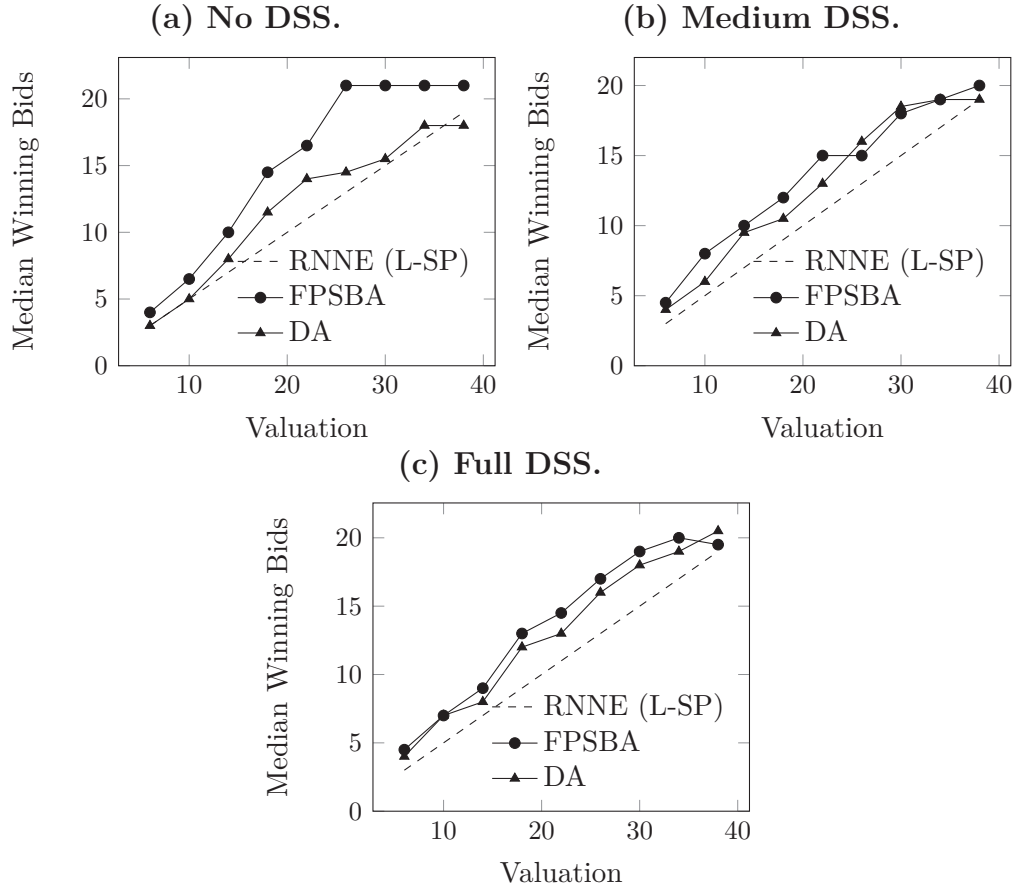 (a) No DSS.
Median Winning Bids
20
15
10
5
0
RNNE (L-SP)
FPSBA
DA
10 20 30 40
Valuation
(b) Medium DSS.
Median Winning Bids
20
15
10
5
0
RNNE (L-SP)
FPSBA
DA
10 20 30 40
Valuation
(c) Full DSS.
Median Winning Bids
20
15
10
5
0
RNNE (L-SP)
FPSBA
DA
10 20 30 40
Valuation